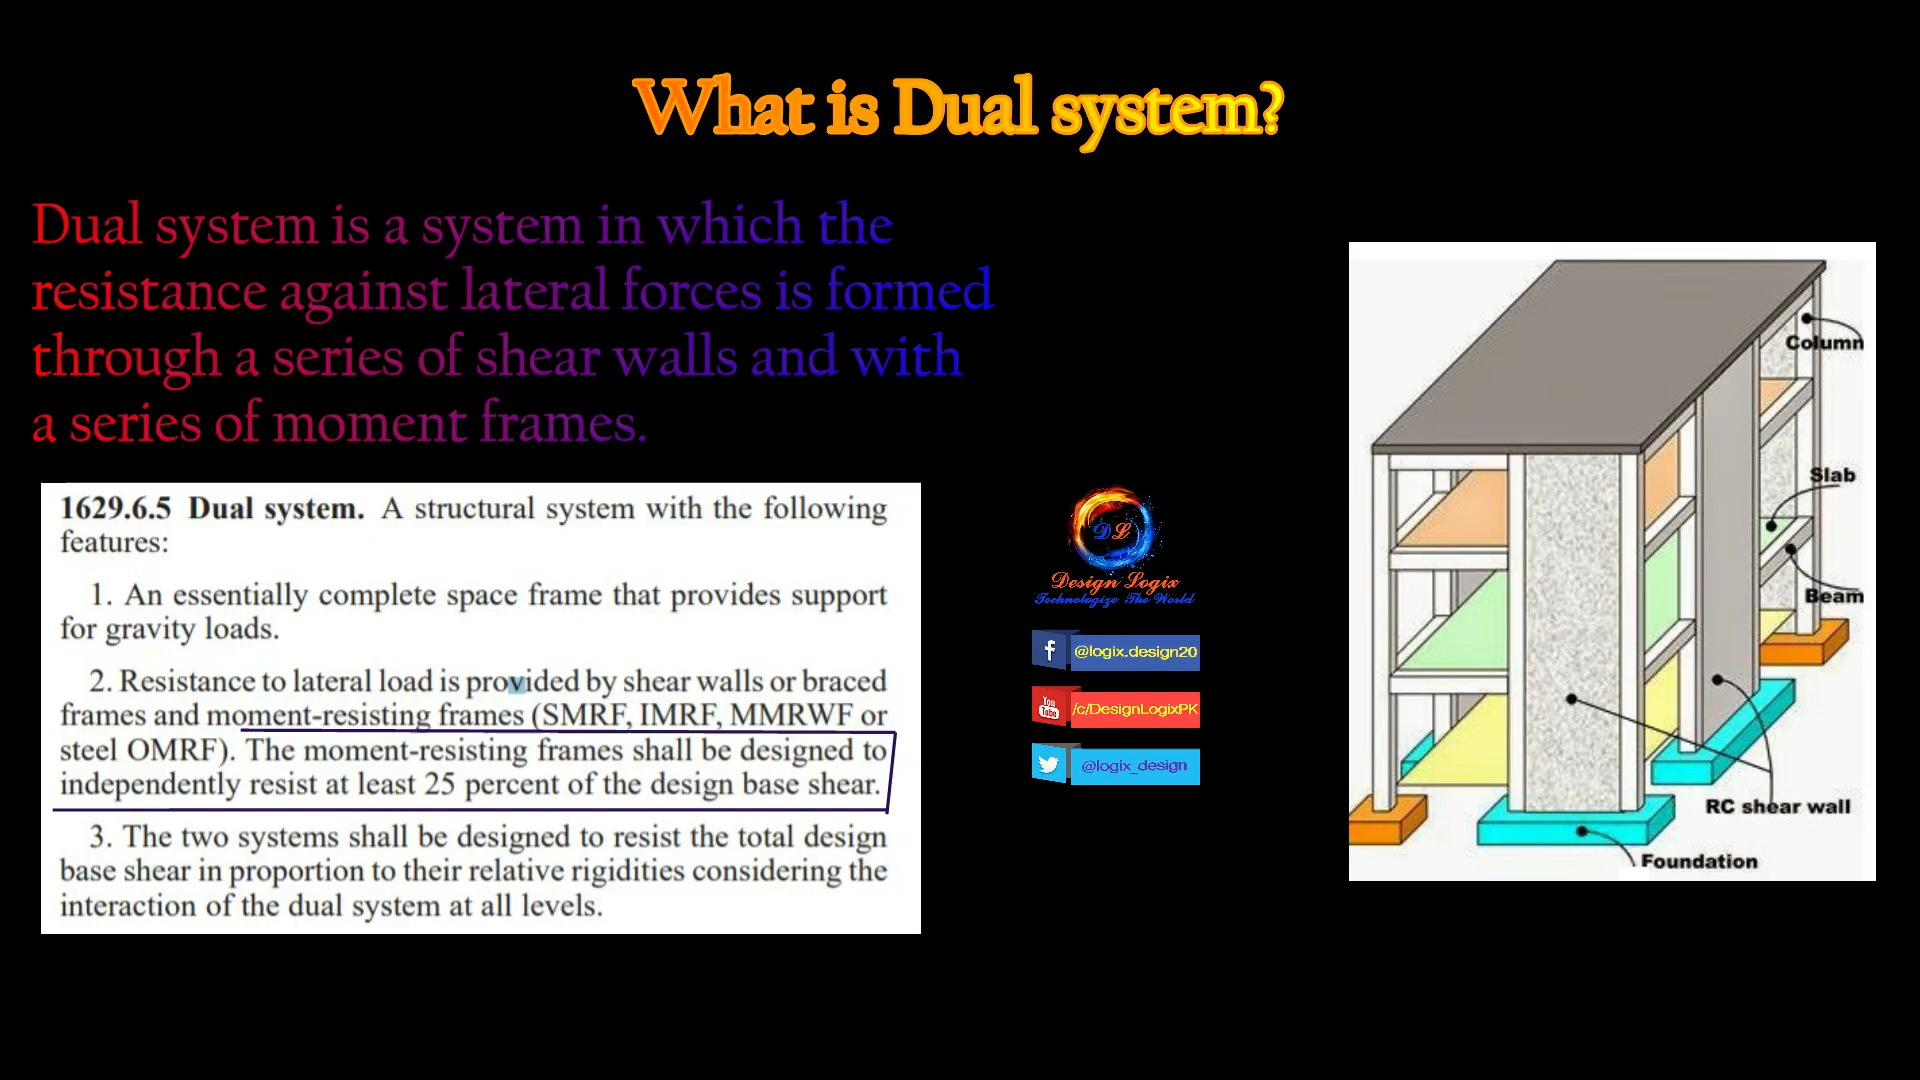 What is Dual system?
Dual system is a system in which the
resistance against lateral forces is formed
through a series of shear walls and with
a series of moment frames.
1629.6.5 Dual system. A structural system with the following
features:
1. An essentially complete space frame that provides support
for gravity loads.
2. Resistance to lateral load is provided by shear walls or braced
frames and moment-resisting frames (SMRF, IMRF, MMRWF or
steel OMRF). The moment-resisting frames shall be designed to
independently resist at least 25 percent of the design base shear.
3. The two systems shall be designed to resist the total design
base shear in proportion to their relative rigidities considering the
interaction of the dual system at all levels.
DL
Design Logix
Technologize The World
f @logix.design20
You Tube /c/DesignLogixPK
@logix_design
Column
Slab
Beam
RC shear wall
Foundation